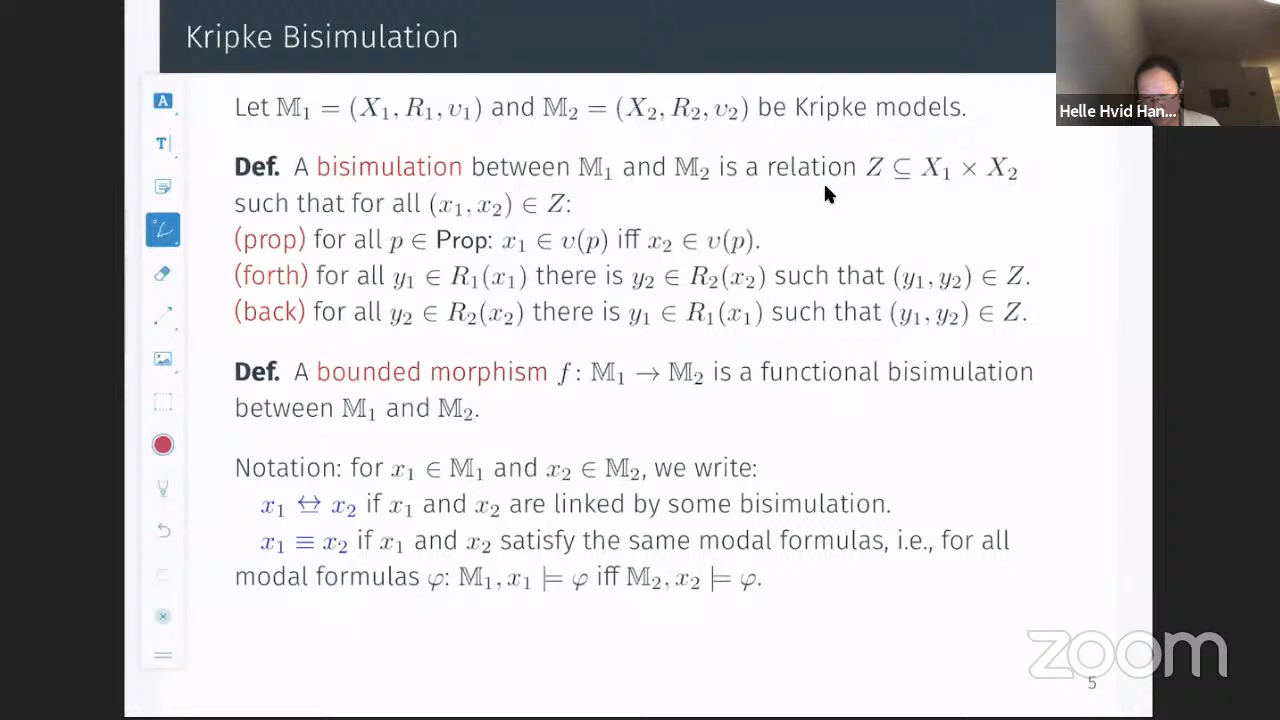 Kripke Bisimulation
Helle Hvid Han...
Let 𝕄₁ = (X₁, R₁, υ₁) and 𝕄₂ = (X₂, R₂, υ₂) be Kripke models.
Def. A bisimulation between 𝕄₁ and 𝕄₂ is a relation Z ⊆ X₁ × X₂
such that for all (x₁, x₂) ∈ Z:
(prop) for all p ∈ Prop: x₁ ∈ υ(p) iff x₂ ∈ υ(p).
(forth) for all y₁ ∈ R₁(x₁) there is y₂ ∈ R₂(x₂) such that (y₁, y₂) ∈ Z.
(back) for all y₂ ∈ R₂(x₂) there is y₁ ∈ R₁(x₁) such that (y₁, y₂) ∈ Z.
Def. A bounded morphism f: 𝕄₁ → 𝕄₂ is a functional bisimulation
between 𝕄₁ and 𝕄₂.
Notation: for x₁ ∈ 𝕄₁ and x₂ ∈ 𝕄₂, we write:
x₁ ↔ x₂ if x₁ and x₂ are linked by some bisimulation.
x₁ ≡ x₂ if x₁ and x₂ satisfy the same modal formulas, i.e., for all
modal formulas φ: 𝕄₁, x₁ ⊨ φ iff 𝕄₂, x₂ ⊨ φ.
zoom
5